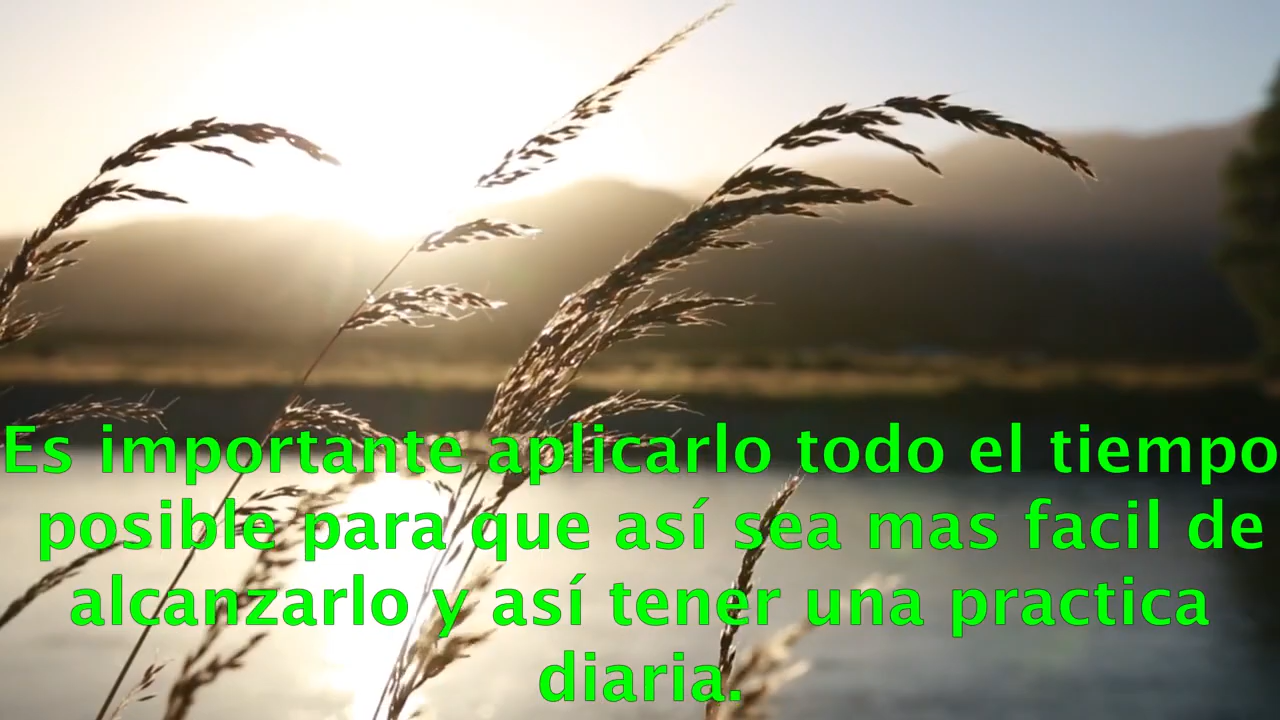 Es importante aplicarlo todo el tiempo
posible para que así sea mas facil de
alcanzarlo y así tener una practica
diaria.